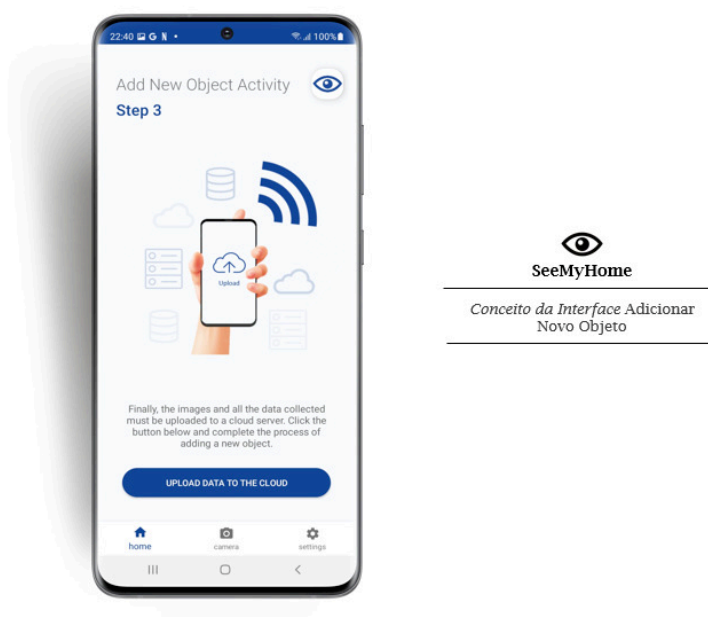 22:40
100%
Add New Object Activity
Step 3
Upload
Finally, the images and all the data collected
must be uploaded to a cloud server. Click the
button below and complete the process of
adding a new object.
UPLOAD DATA TO THE CLOUD
home camera settings
SeeMyHome
Conceito da Interface Adicionar
Novo Objeto